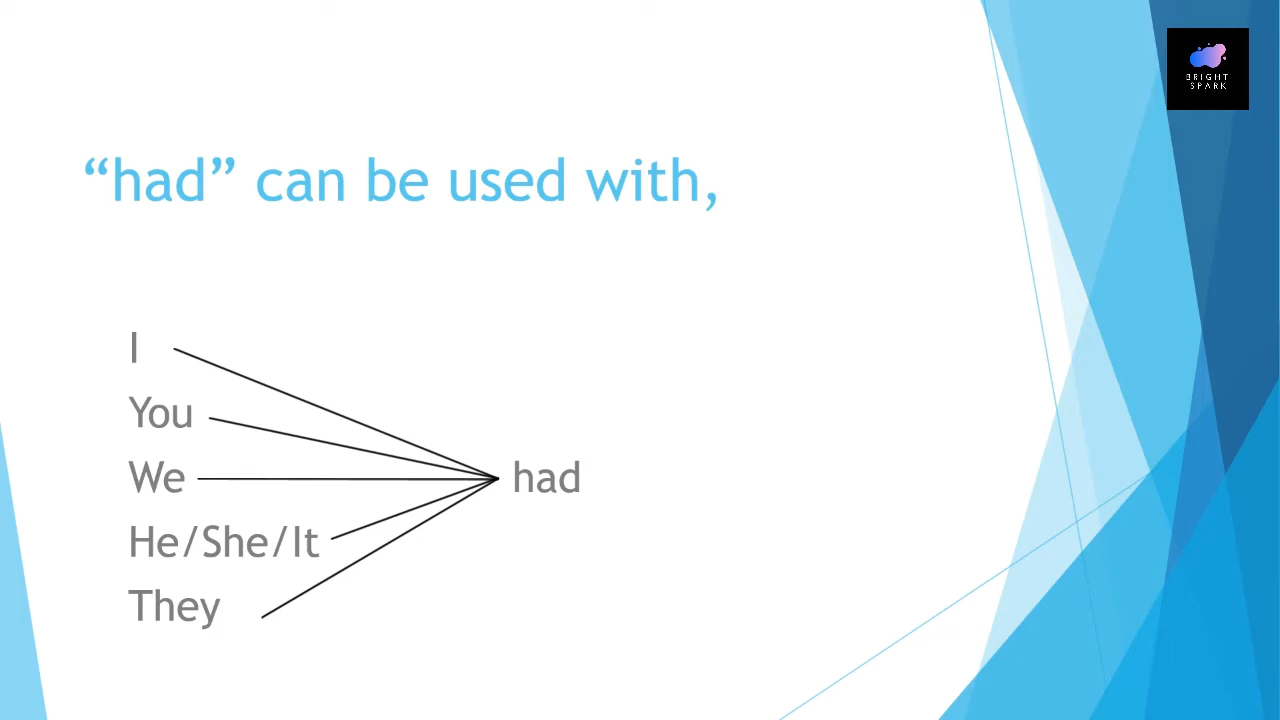 BRIGHT
SPARK
“had” can be used with,
I
You
We
had
He/She/It
They